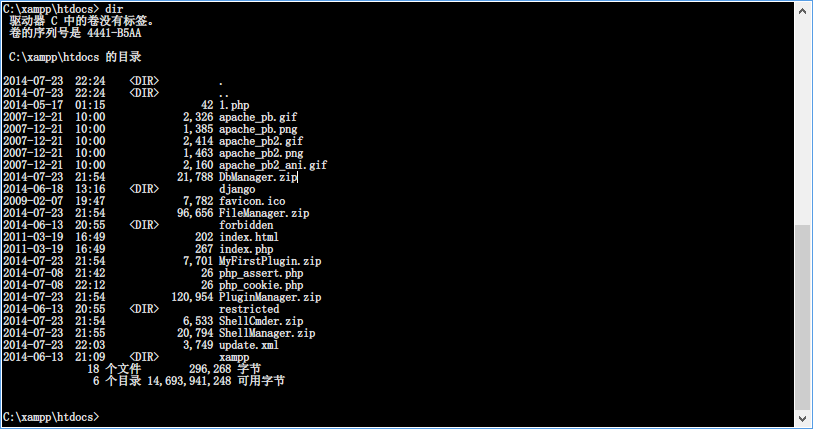 C:\xampp\htdocs> dir
驱动器 C 中的卷没有标签。
卷的序列号是 4441-B5AA
C:\xampp\htdocs 的目录
2014-07-23 22:24 <DIR> .
2014-07-23 22:24 <DIR> ..
2014-05-17 01:15 42 1.php
2007-12-21 10:00 2,326 apache_pb.gif
2007-12-21 10:00 1,385 apache_pb.png
2007-12-21 10:00 2,414 apache_pb2.gif
2007-12-21 10:00 1,463 apache_pb2.png
2007-12-21 10:00 2,160 apache_pb2_ani.gif
2014-07-23 21:54 21,788 DbManager.zip
2014-06-18 13:16 <DIR> django
2009-02-07 19:47 7,782 favicon.ico
2014-07-23 21:54 96,656 FileManager.zip
2014-06-13 20:55 <DIR> forbidden
2011-03-19 16:49 202 index.html
2011-03-19 16:49 267 index.php
2014-07-23 21:54 7,701 MyFirstPlugin.zip
2014-07-08 21:42 26 php_assert.php
2014-07-08 22:12 26 php_cookie.php
2014-07-23 21:54 120,954 PluginManager.zip
2014-06-13 20:55 <DIR> restricted
2014-07-23 21:54 6,533 ShellCmder.zip
2014-07-23 21:55 20,794 ShellManager.zip
2014-07-23 22:03 3,749 update.xml
2014-06-13 21:09 <DIR> xampp
18 个文件 296,268 字节
6 个目录 14,693,941,248 可用字节
C:\xampp\htdocs>